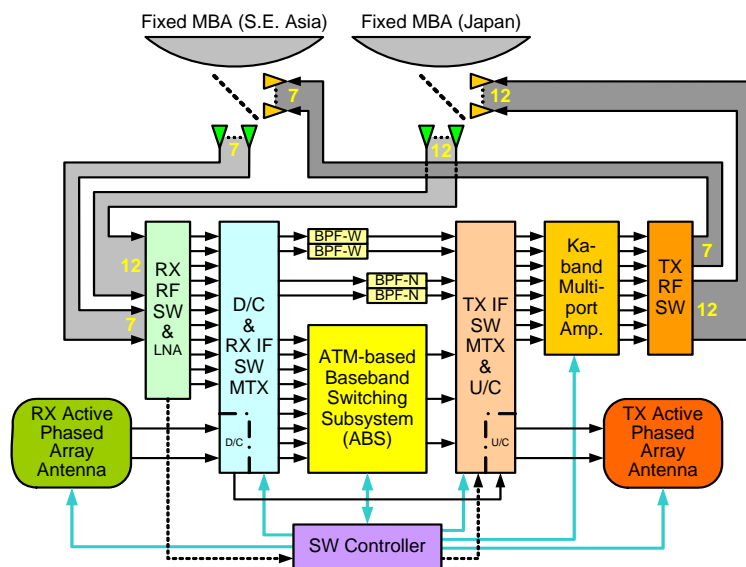 Fixed MBA (S.E. Asia)
Fixed MBA (Japan)
7
12
7
12
12
7
RX
RF
SW
&
LNA
D/C
&
RX IF
SW
MTX
D/C
BPF-W
BPF-W
BPF-N
BPF-N
ATM-based
Baseband
Switching
Subsystem
(ABS)
TX IF
SW
MTX
&
U/C
U/C
Ka-
band
Multi-
port
Amp.
TX
RF
SW
7
12
RX Active
Phased
Array
Antenna
TX Active
Phased
Array
Antenna
SW Controller